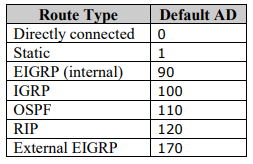 Route Type Default AD
Directly connected 0
Static 1
EIGRP (internal) 90
IGRP 100
OSPF 110
RIP 120
External EIGRP 170